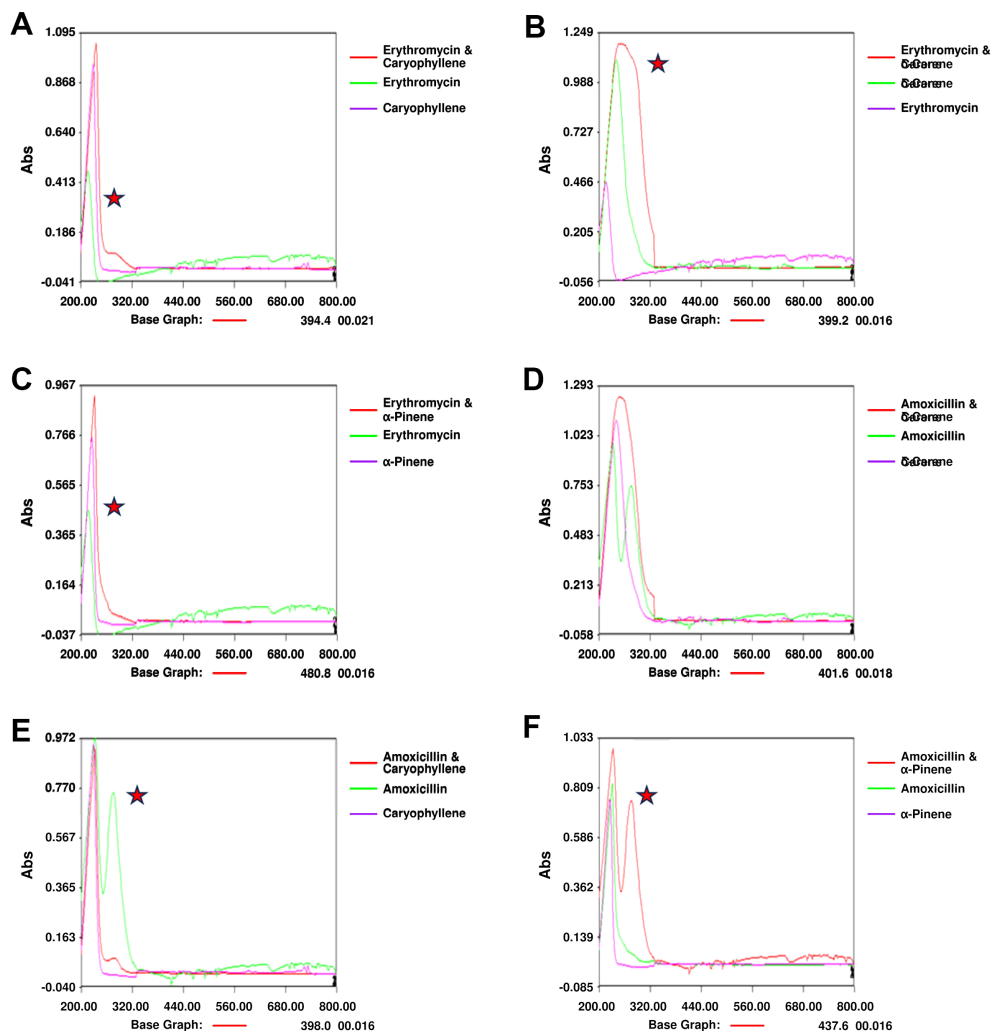 A
1.095
0.868
0.640
0.413
0.186
-0.041
Abs
200.00 320.00 440.00 560.00 680.00 800.00
Base Graph: 394.4 00.021
Erythromycin &
Caryophyllene
Erythromycin
Caryophyllene
B
1.249
0.988
0.727
0.466
0.205
-0.056
Abs
200.00 320.00 440.00 560.00 680.00 800.00
Base Graph: 399.2 00.016
Erythromycin &
Erythromycin
C
0.967
0.766
0.565
0.365
0.164
-0.037
Abs
200.00 320.00 440.00 560.00 680.00 800.00
Base Graph: 480.8 00.016
Erythromycin &
α-Pinene
Erythromycin
α-Pinene
D
1.293
1.023
0.753
0.483
0.213
-0.058
Abs
200.00 320.00 440.00 560.00 680.00 800.00
Base Graph: 401.6 00.018
Amoxicillin &
Amoxicillin
E
0.972
0.770
0.567
0.365
0.163
-0.040
Abs
200.00 320.00 440.00 560.00 680.00 800.00
Base Graph: 398.0 00.016
Amoxicillin &
Caryophyllene
Amoxicillin
Caryophyllene
F
1.033
0.809
0.586
0.362
0.139
-0.085
Abs
200.00 320.00 440.00 560.00 680.00 800.00
Base Graph: 437.6 00.016
Amoxicillin &
α-Pinene
Amoxicillin
α-Pinene